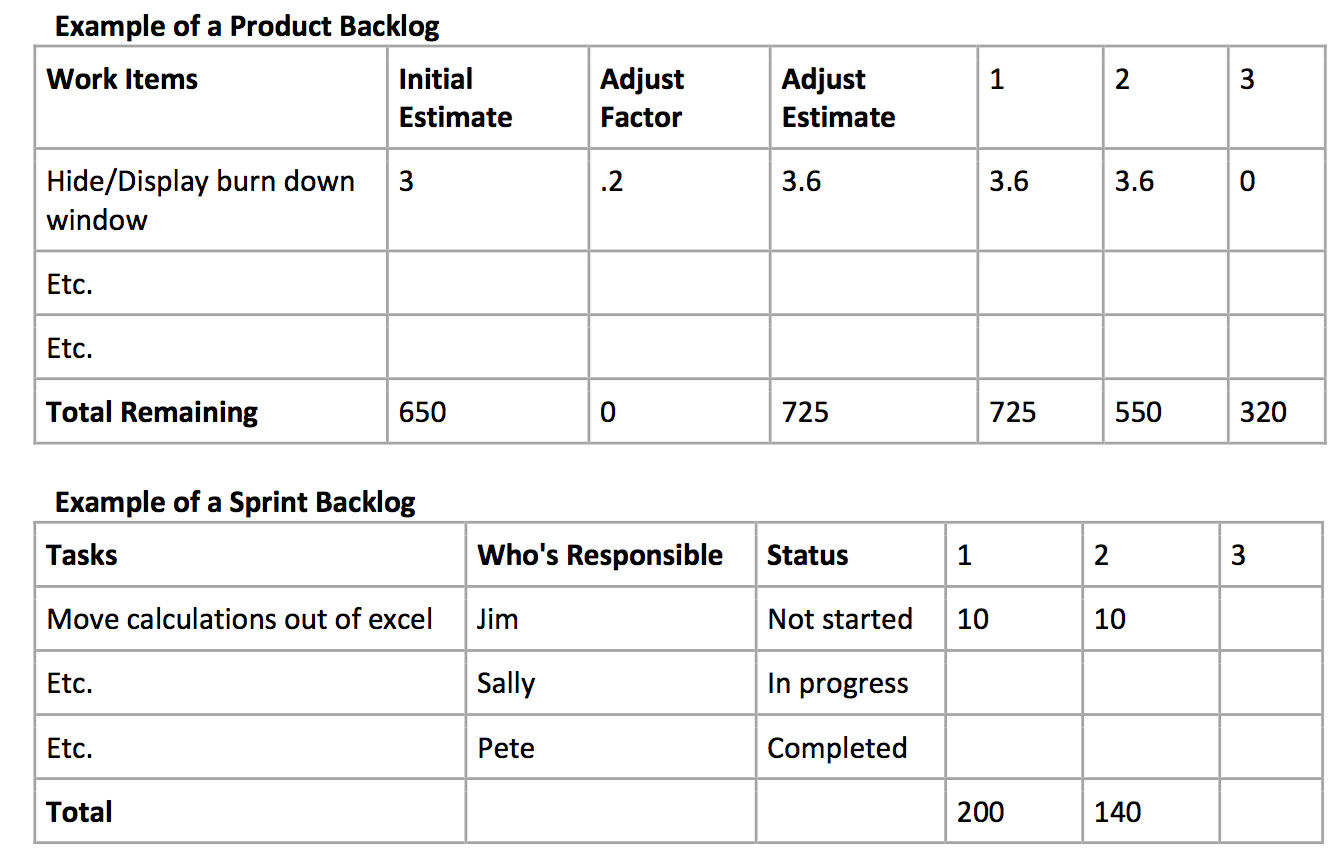 Example of a Product Backlog
Work Items Initial Estimate Adjust Factor Adjust Estimate 1 2 3
Hide/Display burn down window 3 .2 3.6 3.6 3.6 0
Etc.
Etc.
Total Remaining 650 0 725 725 550 320
Example of a Sprint Backlog
Tasks Who's Responsible Status 1 2 3
Move calculations out of excel Jim Not started 10 10
Etc. Sally In progress
Etc. Pete Completed
Total 200 140